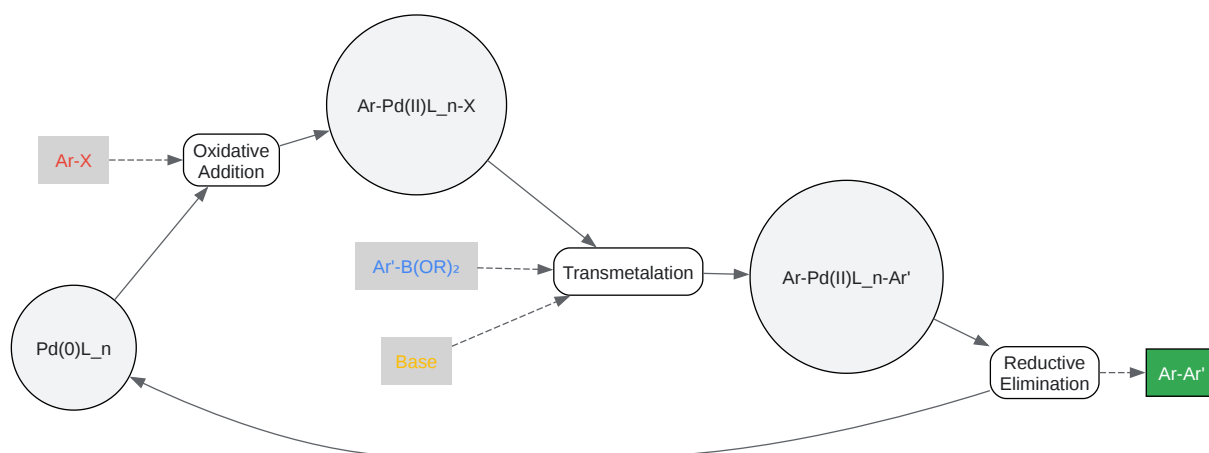 Ar-Pd(II)L_n-X
Oxidative
Addition
Ar-X
Ar'-B(OR)₂
Transmetalation
Ar-Pd(II)L_n-Ar'
Pd(0)L_n
Base
Reductive
Elimination
Ar-Ar'